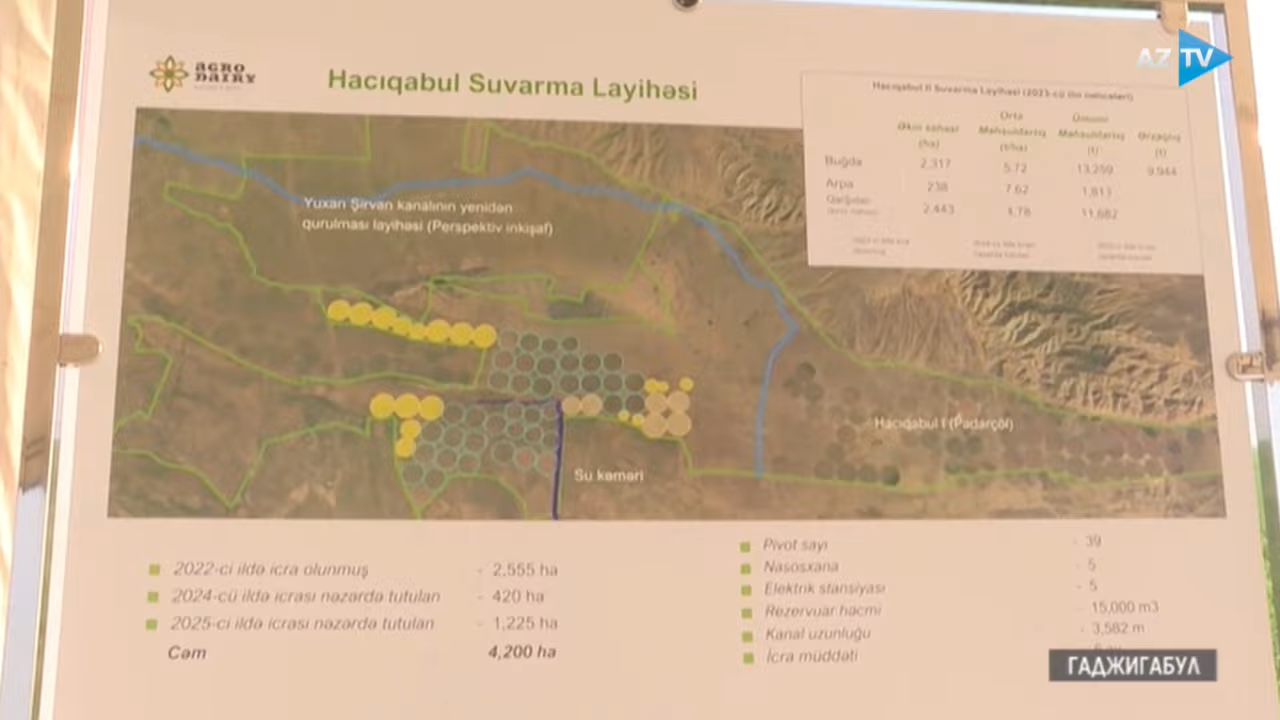 AZ TV
AGRO
DAIRY
Hacıqabul Suvarma Layihəsi
Hacıqabul II Suvarma Layihəsi (2023-cü ilin nəticələri)
Əkin sahəsi (ha)
Orta Məhsuldarlıq (t/ha)
Ümumi Məhsuldarlıq (t)
(t)
Buğda 2,317 5.72 13,259 9,944
Arpa 238 7.62 1,813
Qarğıdalı 2,443 4.78 11,682
Yuxarı Şirvan kanalının yenidən
qurulması layihəsi (Perspektiv inkişaf)
Hacıqabul I (Padarçöl)
Su kəməri
2022-ci ildə icra olunmuş - 2,555 ha
2024-cü ildə icrası nəzərdə tutulan - 420 ha
2025-ci ildə icrası nəzərdə tutulan - 1,225 ha
Cəm 4,200 ha
Pivot sayı - 39
Nasosxana - 5
Elektrik stansiyası - 5
Rezervuar həcmi - 15,000 m3
Kanal uzunluğu - 3,582 m
İcra müddəti
ГАДЖИГАБУЛ